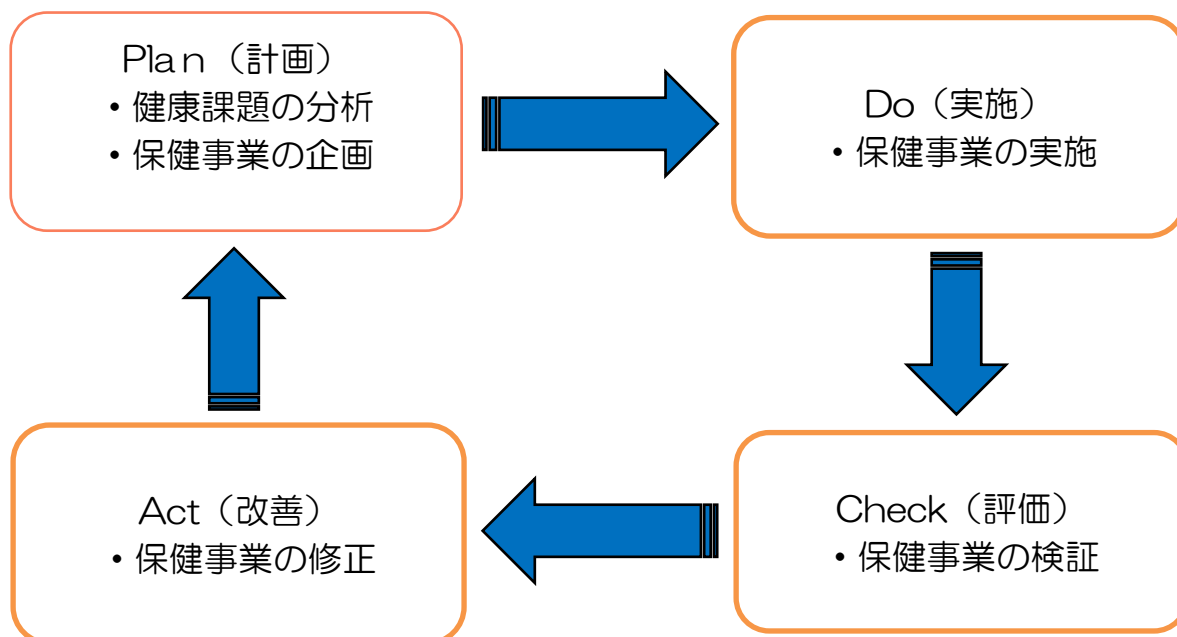 Plan（計画）
・健康課題の分析
・保健事業の企画
Do（実施）
・保健事業の実施
Act（改善）
・保健事業の修正
Check（評価）
・保健事業の検証